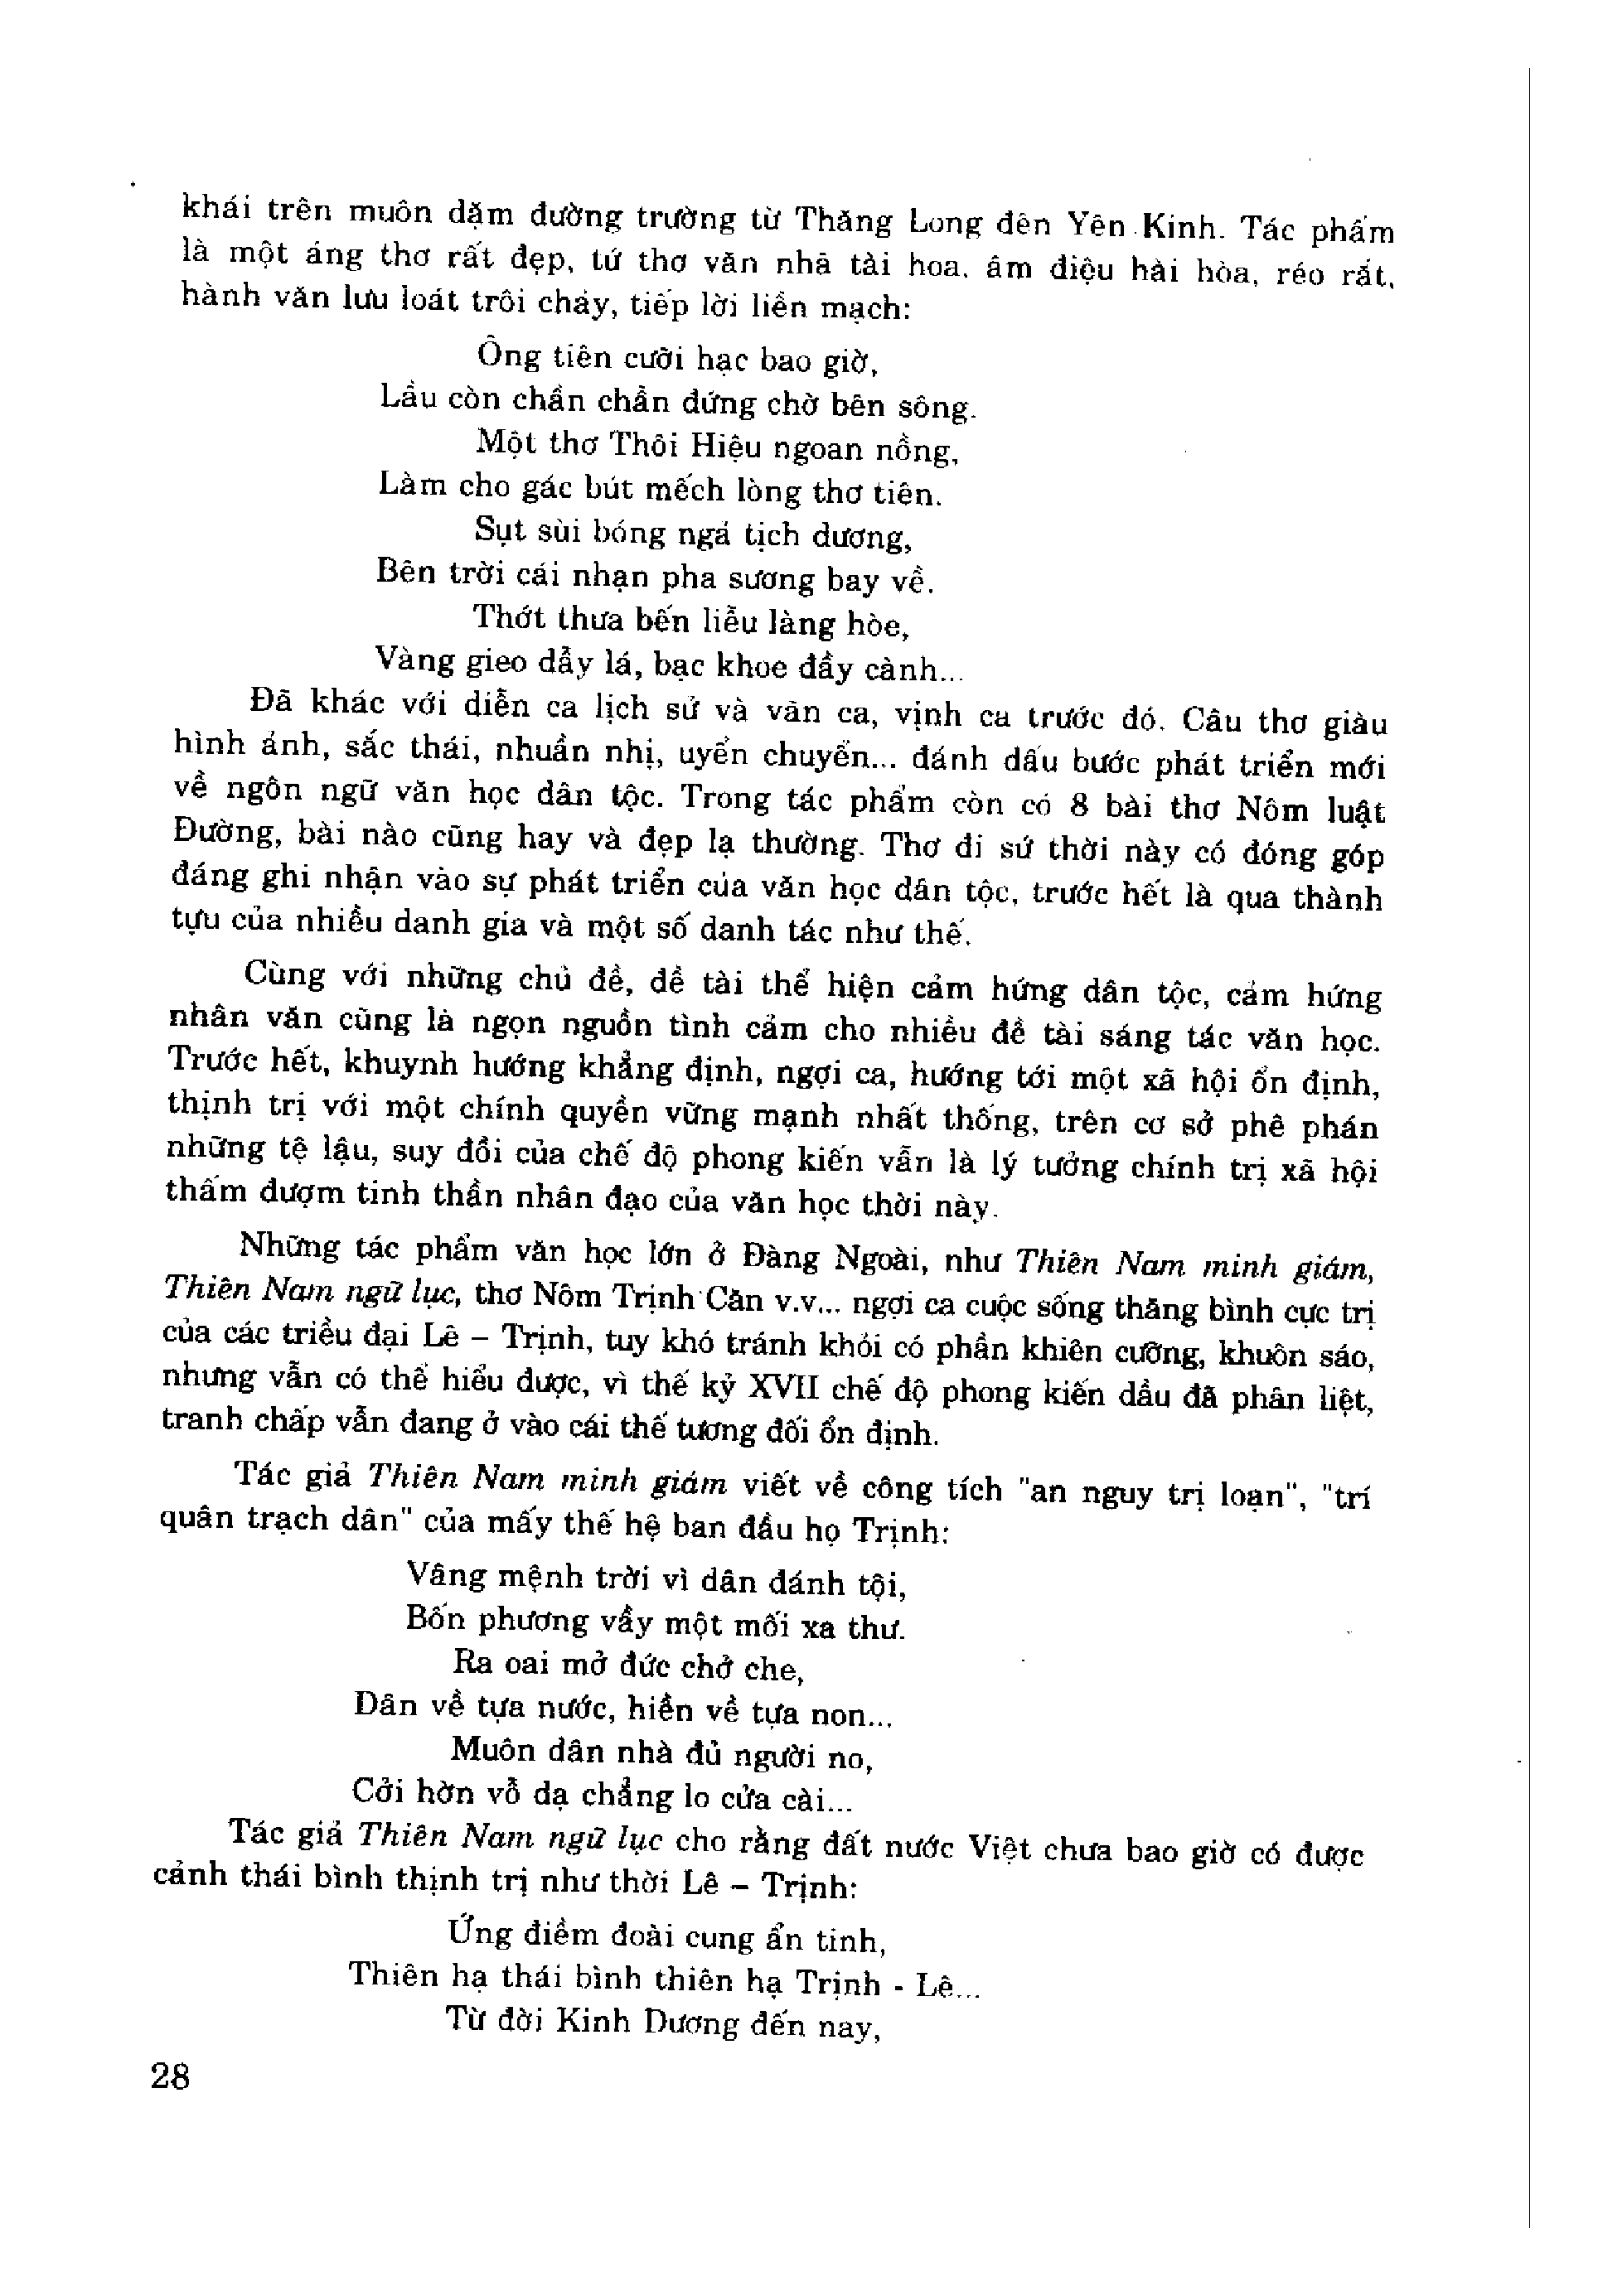 khái trên muôn dặm đường trường từ Thăng Long đến Yên Kinh. Tác phẩm
là một áng thơ rất đẹp, tứ thơ văn nhã tài hoa, âm điệu hài hòa, réo rắt,
hành văn lưu loát trôi chảy, tiếp lời liền mạch:
Ông tiên cưỡi hạc bao giờ,
Lầu còn chần chẫn đứng chờ bên sông.
Một thơ Thôi Hiệu ngoan nồng,
Làm cho gác bút mếch lòng thơ tiên.
Sụt sùi bóng ngả tịch dương,
Bên trời cái nhạn pha sương bay về.
Thớt thưa bến liễu làng hòe,
Vàng gieo dẫy lá, bạc khoe đầy cành...
Đã khác với diễn ca lịch sử và vãn ca, vịnh ca trước đó. Câu thơ giàu
hình ảnh, sắc thái, nhuần nhị, uyển chuyển... đánh dấu bước phát triển mới
về ngôn ngữ văn học dân tộc. Trong tác phẩm còn có 8 bài thơ Nôm luật
Đường, bài nào cũng hay và đẹp lạ thường. Thơ đi sứ thời này có đóng góp
đáng ghi nhận vào sự phát triển của văn học dân tộc, trước hết là qua thành
tựu của nhiều danh gia và một số danh tác như thế.
Cùng với những chủ đề, đề tài thể hiện cảm hứng dân tộc, cảm hứng
nhân văn cũng là ngọn nguồn tình cảm cho nhiều đề tài sáng tác văn học.
Trước hết, khuynh hướng khẳng định, ngợi ca, hướng tới một xã hội ổn định,
thịnh trị với một chính quyền vững mạnh nhất thống, trên cơ sở phê phán
những tệ lậu, suy đồi của chế độ phong kiến vẫn là lý tưởng chính trị xã hội
thấm đượm tinh thần nhân đạo của văn học thời này.
Những tác phẩm văn học lớn ở Đàng Ngoài, như Thiên Nam minh giám,
Thiên Nam ngữ lục, thơ Nôm Trịnh Căn v.v... ngợi ca cuộc sống thăng bình cực trị
của các triều đại Lê – Trịnh, tuy khó tránh khỏi có phần khiên cưỡng, khuôn sáo,
nhưng vẫn có thể hiểu được, vì thế kỷ XVII chế độ phong kiến dầu đã phân liệt,
tranh chấp vẫn đang ở vào cái thế tương đối ổn định.
Tác giả Thiên Nam minh giám viết về công tích "an nguy trị loạn", "trí
quân trạch dân" của mấy thế hệ ban đầu họ Trịnh:
Vâng mệnh trời vì dân đánh tội,
Bốn phương vầy một mối xa thư.
Ra oai mở đức chở che,
Dân về tựa nước, hiền về tựa non...
Muôn dân nhà đủ người no,
Cởi hờn vỗ dạ chẳng lo cửa cài...
Tác giả Thiên Nam ngữ lục cho rằng đất nước Việt chưa bao giờ có được
cảnh thái bình thịnh trị như thời Lê – Trịnh:
Ứng điềm đoài cung ẩn tinh,
Thiên hạ thái bình thiên hạ Trịnh - Lê...
Từ đời Kinh Dương đến nay,
28